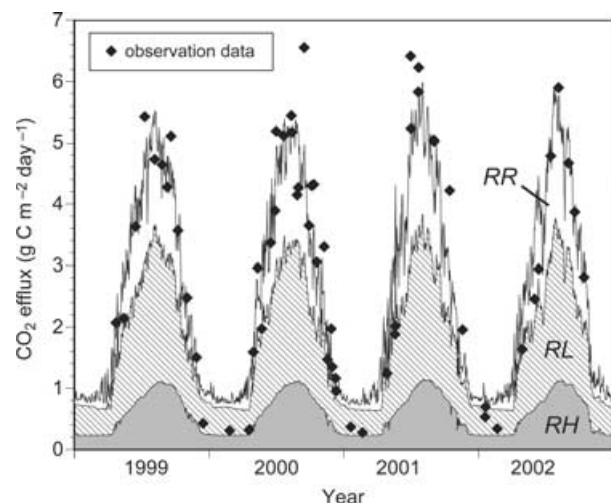 7
6
5
4
3
2
1
0
CO₂ efflux (g C m⁻² day⁻¹)
observation data
RR
RL
RH
1999 2000 2001 2002
Year